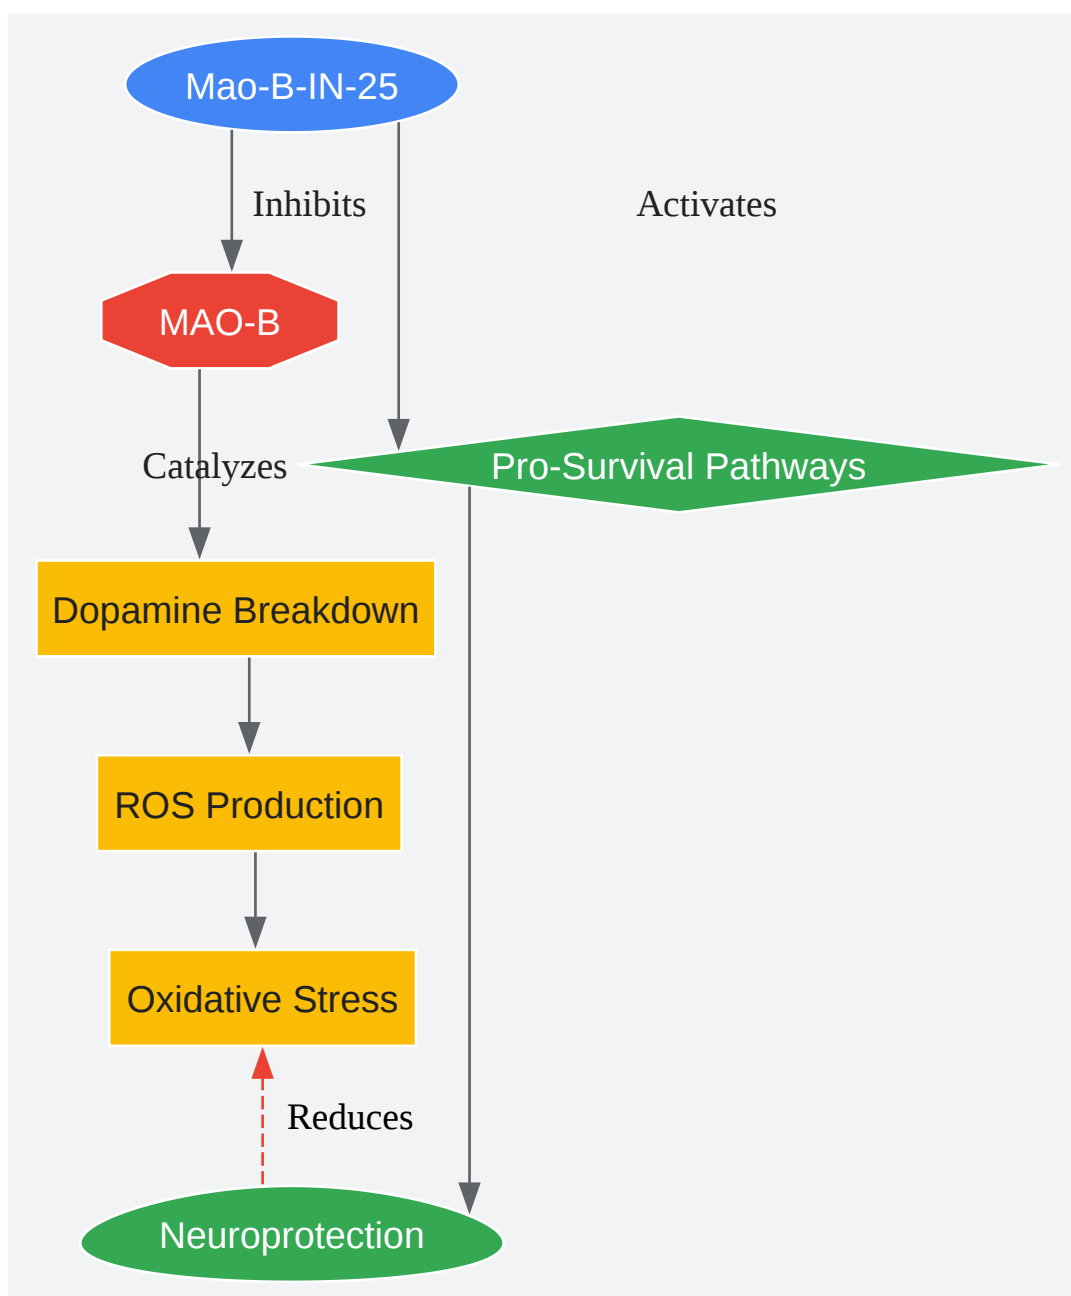 Mao-B-IN-25
Inhibits
Activates
MAO-B
Catalyzes
Pro-Survival Pathways
Dopamine Breakdown
ROS Production
Oxidative Stress
Reduces
Neuroprotection